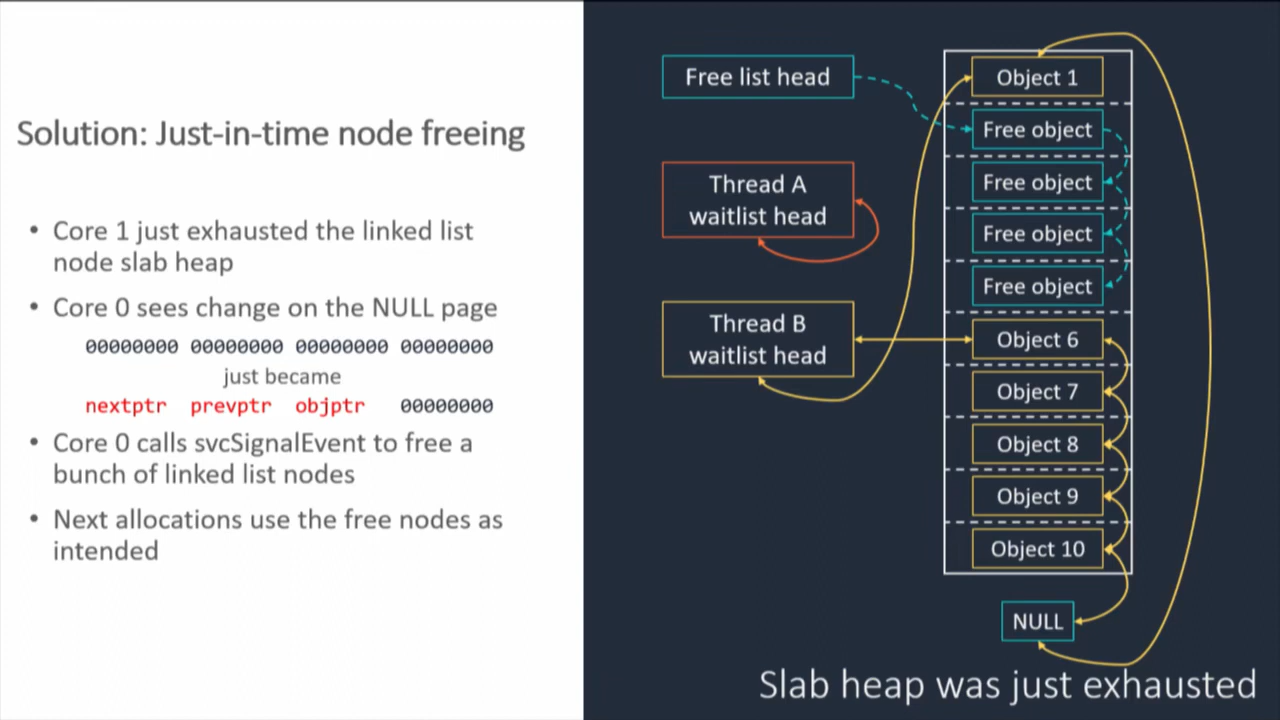 Solution: Just-in-time node freeing
• Core 1 just exhausted the linked list
node slab heap
• Core 0 sees change on the NULL page
00000000 00000000 00000000 00000000
just became
nextptr prevptr objptr 00000000
• Core 0 calls svcSignalEvent to free a
bunch of linked list nodes
• Next allocations use the free nodes as
intended
Free list head
Thread A
waitlist head
Thread B
waitlist head
Object 1
Free object
Free object
Free object
Free object
Object 6
Object 7
Object 8
Object 9
Object 10
NULL
Slab heap was just exhausted